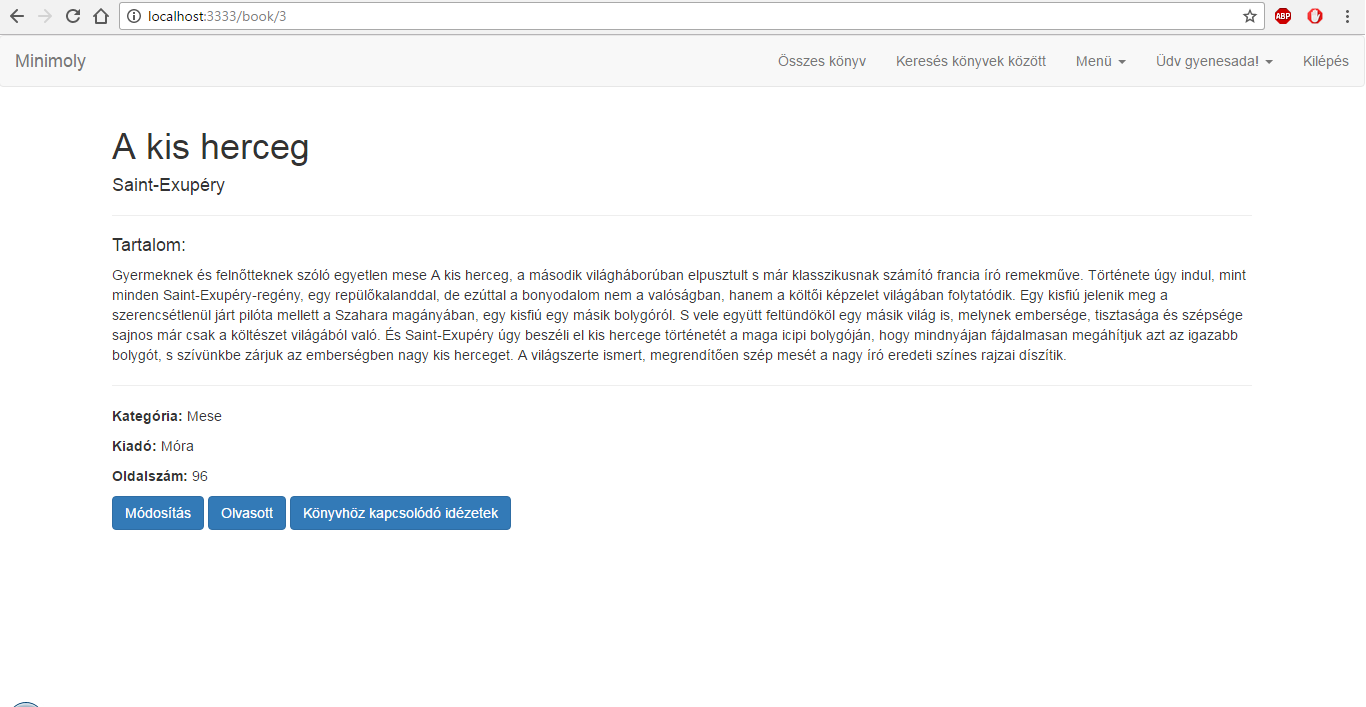 localhost:3333/book/3
ABP
Minimoly
Összes könyv
Keresés könyvek között
Menü
Üdv gyenesada!
Kilépés
A kis herceg
Saint-Exupéry
Tartalom:
Gyermeknek és felnőtteknek szóló egyetlen mese A kis herceg, a második világháborúban elpusztult s már klasszikusnak számító francia író remekműve. Története úgy indul, mint
minden Saint-Exupéry-regény, egy repülőkalanddal, de ezúttal a bonyodalom nem a valóságban, hanem a költői képzelet világában folytatódik. Egy kisfiú jelenik meg a
szerencsétlenül járt pilóta mellett a Szahara magányában, egy kisfiú egy másik bolygóról. S vele együtt feltündököl egy másik világ is, melynek embersége, tisztasága és szépsége
sajnos már csak a költészet világából való. És Saint-Exupéry úgy beszéli el kis hercege történetét a maga icipi bolygóján, hogy mindnyájan fájdalmasan megáhítjuk azt az igazabb
bolygót, s szívünkbe zárjuk az emberségben nagy kis herceget. A világszerte ismert, megrendítően szép mesét a nagy író eredeti színes rajzai díszítik.
Kategória: Mese
Kiadó: Móra
Oldalszám: 96
Módosítás
Olvasott
Könyvhöz kapcsolódó idézetek